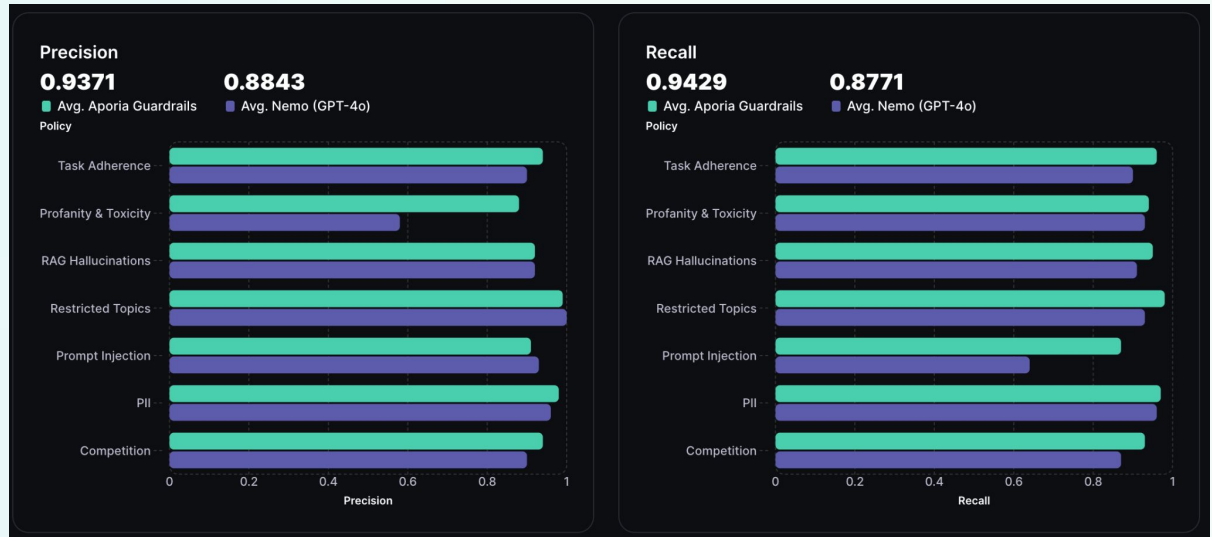 Precision
0.9371 0.8843
Avg. Aporia Guardrails Avg. Nemo (GPT-4o)
Policy
Task Adherence
Profanity & Toxicity
RAG Hallucinations
Restricted Topics
Prompt Injection
PII
Competition
0 0.2 0.4 0.6 0.8 1
Precision
Recall
0.9429 0.8771
Avg. Aporia Guardrails Avg. Nemo (GPT-4o)
Policy
Task Adherence
Profanity & Toxicity
RAG Hallucinations
Restricted Topics
Prompt Injection
PII
Competition
0 0.2 0.4 0.6 0.8 1
Recall